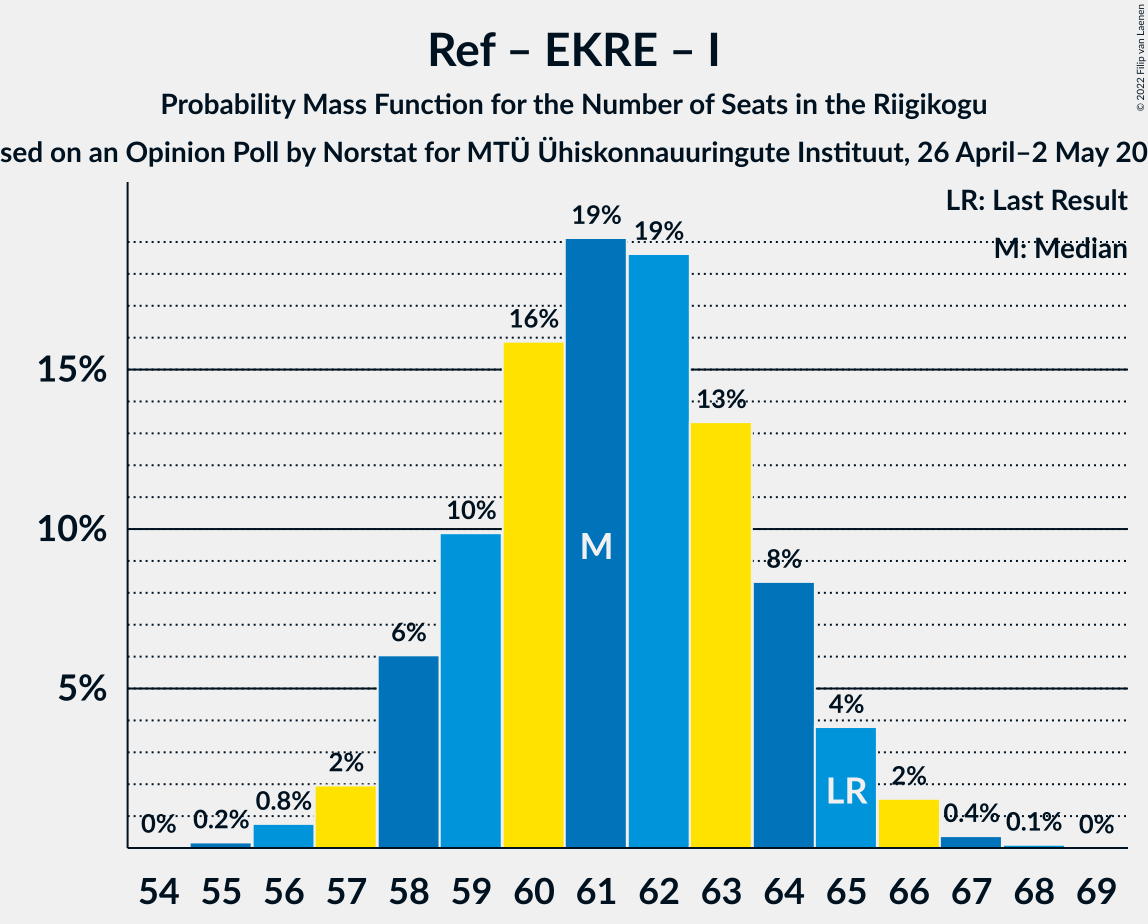 Ref – EKRE – I
Probability Mass Function for the Number of Seats in the Riigikogu
sed on an Opinion Poll by Norstat for MTÜ Ühiskonnauuringute Instituut, 26 April–2 May 20
© 2022 Filip van Laenen
LR: Last Result
M: Median
15%
10%
5%
0%
0.2%
0.8%
2%
6%
10%
16%
19%
19%
13%
8%
4%
2%
0.4%
0.1%
0%
M
LR
54 55 56 57 58 59 60 61 62 63 64 65 66 67 68 69